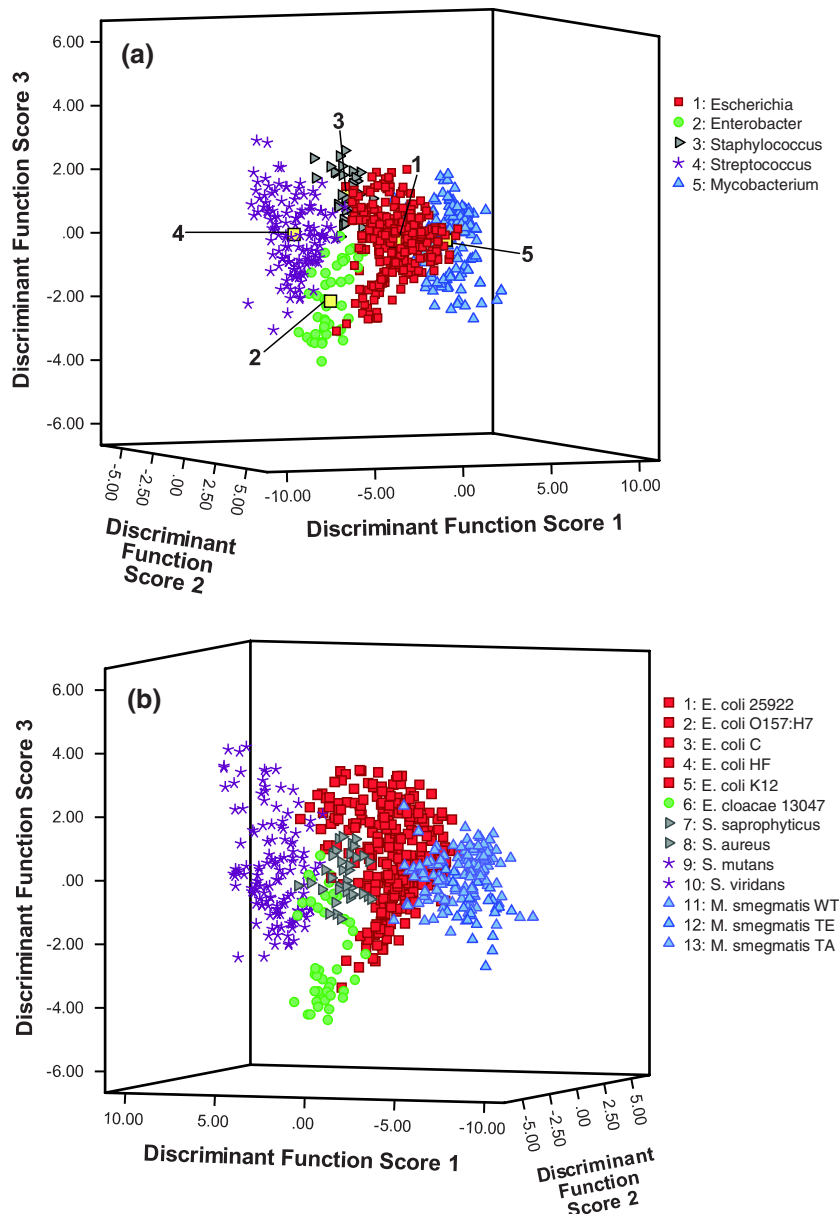 (a)
Discriminant Function Score 3
6.00
4.00
2.00
.00
-2.00
-4.00
-6.00
3
1
4
5
2
1: Escherichia
2: Enterobacter
3: Staphylococcus
4: Streptococcus
5: Mycobacterium
-5.00
-2.50
.00
2.50
5.00
Discriminant
Function
Score 2
-10.00
-5.00
.00
5.00
10.00
Discriminant Function Score 1
(b)
Discriminant Function Score 3
6.00
4.00
2.00
.00
-2.00
-4.00
-6.00
1: E. coli 25922
2: E. coli O157:H7
3: E. coli C
4: E. coli HF
5: E. coli K12
6: E. cloacae 13047
7: S. saprophyticus
8: S. aureus
9: S. mutans
10: S. viridans
11: M. smegmatis WT
12: M. smegmatis TE
13: M. smegmatis TA
10.00
5.00
.00
-5.00
-10.00
Discriminant Function Score 1
-5.00
-2.50
.00
2.50
5.00
Discriminant
Function
Score 2